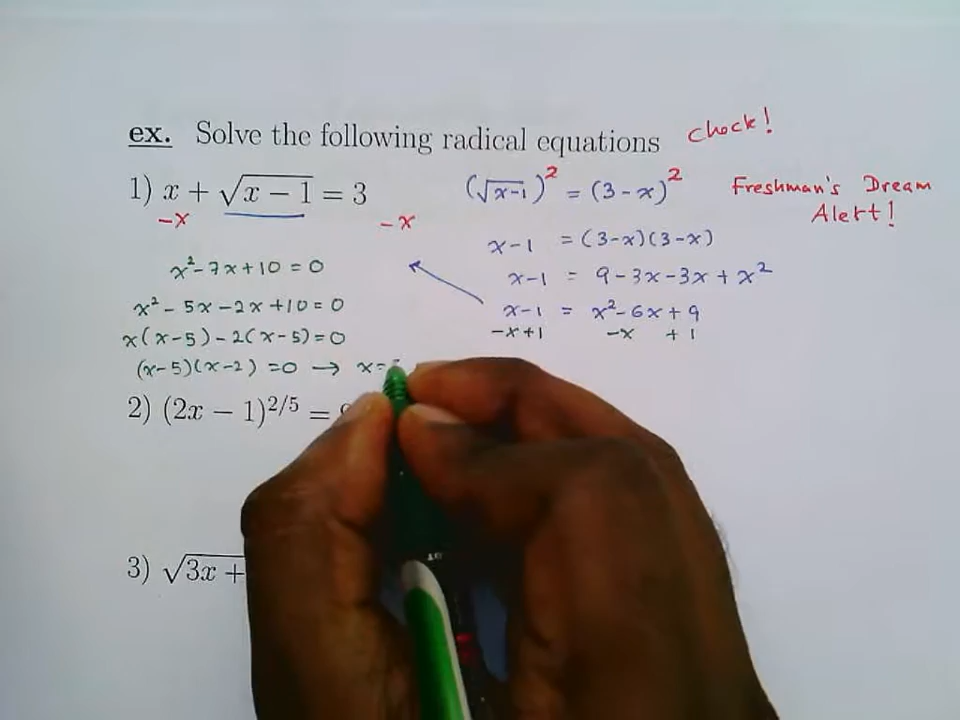 ex. Solve the following radical equations check!
1) x + √(x − 1) = 3
-x -x
(√(x-1))² = (3-x)²
Freshman's Dream
Alert!
x-1 = (3-x)(3-x)
x-1 = 9-3x-3x+x²
x-1 = x²-6x+9
-x+1 -x +1
x²-7x+10=0
x²-5x-2x+10=0
x(x-5)-2(x-5)=0
(x-5)(x-2)=0 → x=
2) (2x − 1)^2/5 =
3) √3x +